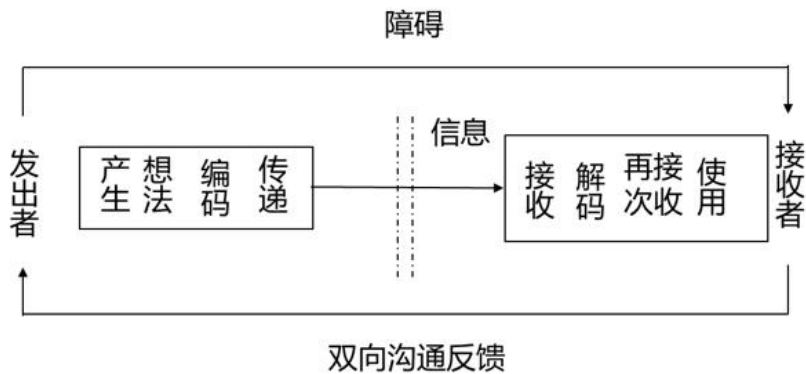 障碍
信息
发出者
产生
想法
编码
传递
接收
解码
再次
接收
使用
接收者
双向沟通反馈